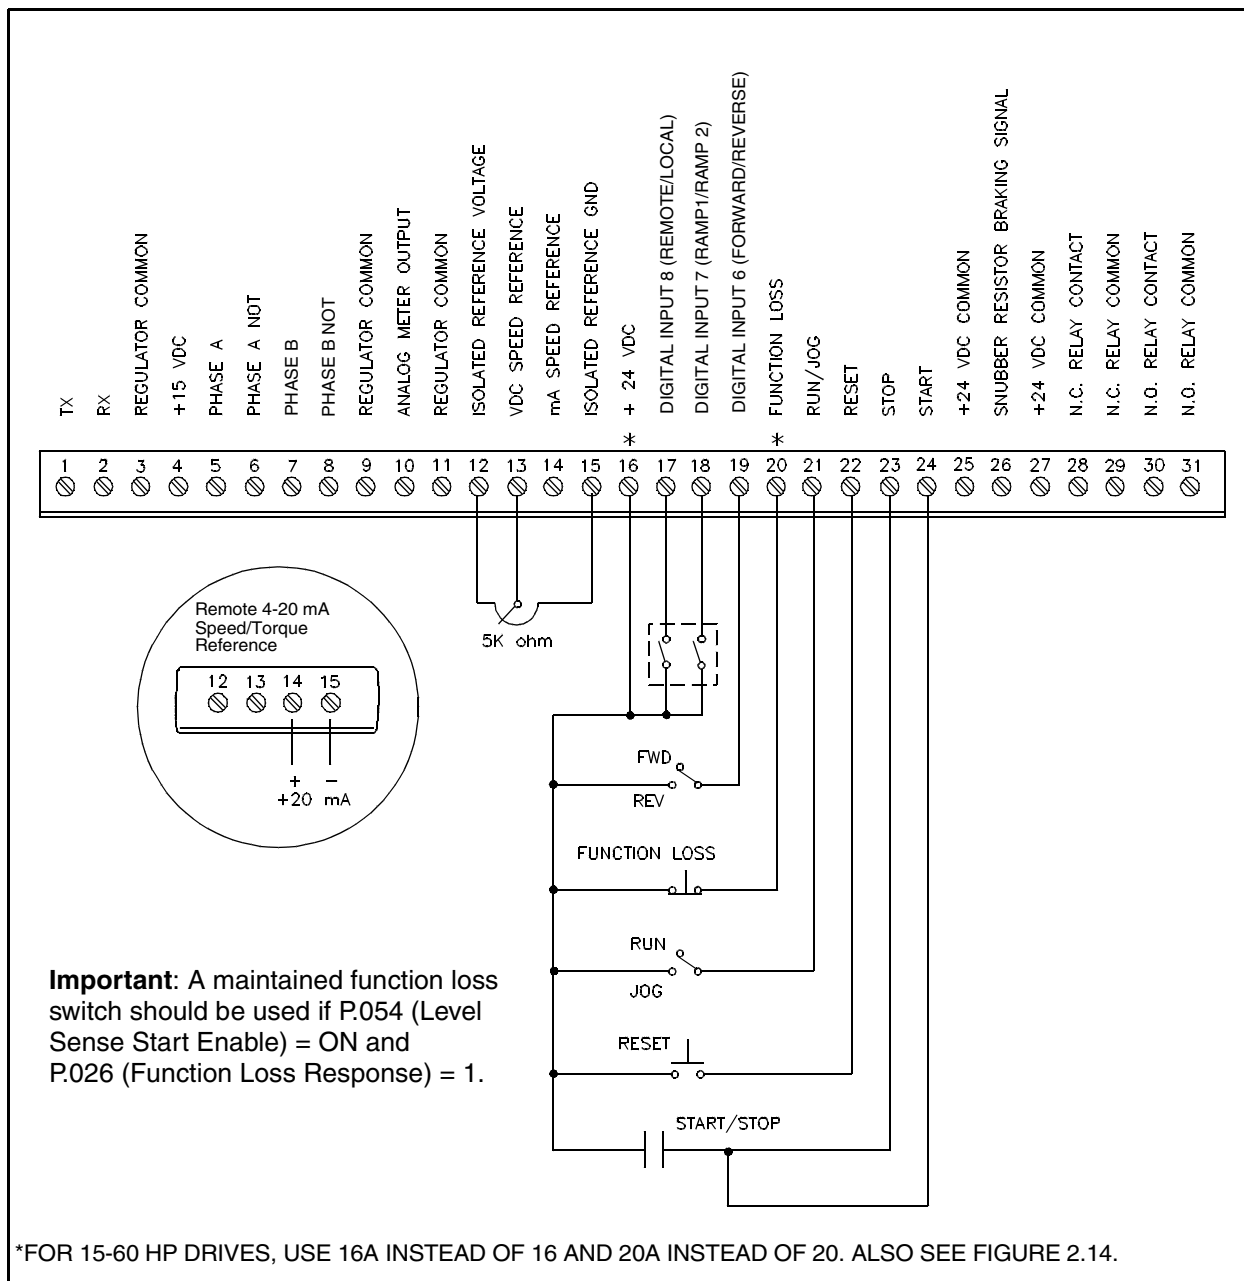 TX
RX
REGULATOR COMMON
+15 VDC
PHASE A
PHASE A NOT
PHASE B
PHASE B NOT
REGULATOR COMMON
ANALOG METER OUTPUT
REGULATOR COMMON
ISOLATED REFERENCE VOLTAGE
VDC SPEED REFERENCE
mA SPEED REFERENCE
ISOLATED REFERENCE GND
* + 24 VDC
DIGITAL INPUT 8 (REMOTE/LOCAL)
DIGITAL INPUT 7 (RAMP1/RAMP 2)
DIGITAL INPUT 6 (FORWARD/REVERSE)
* FUNCTION LOSS
RUN/JOG
RESET
STOP
START
+24 VDC COMMON
SNUBBER RESISTOR BRAKING SIGNAL
+24 VDC COMMON
N.C. RELAY CONTACT
N.C. RELAY COMMON
N.O. RELAY CONTACT
N.O. RELAY COMMON
1 2 3 4 5 6 7 8 9 10 11 12 13 14 15 16 17 18 19 20 21 22 23 24 25 26 27 28 29 30 31
5K ohm
Remote 4-20 mA
Speed/Torque
Reference
12 13 14 15
+ −
+20 mA
FWD
REV
FUNCTION LOSS
RUN
JOG
RESET
START/STOP
Important: A maintained function loss
switch should be used if P.054 (Level
Sense Start Enable) = ON and
P.026 (Function Loss Response) = 1.
*FOR 15-60 HP DRIVES, USE 16A INSTEAD OF 16 AND 20A INSTEAD OF 20. ALSO SEE FIGURE 2.14.